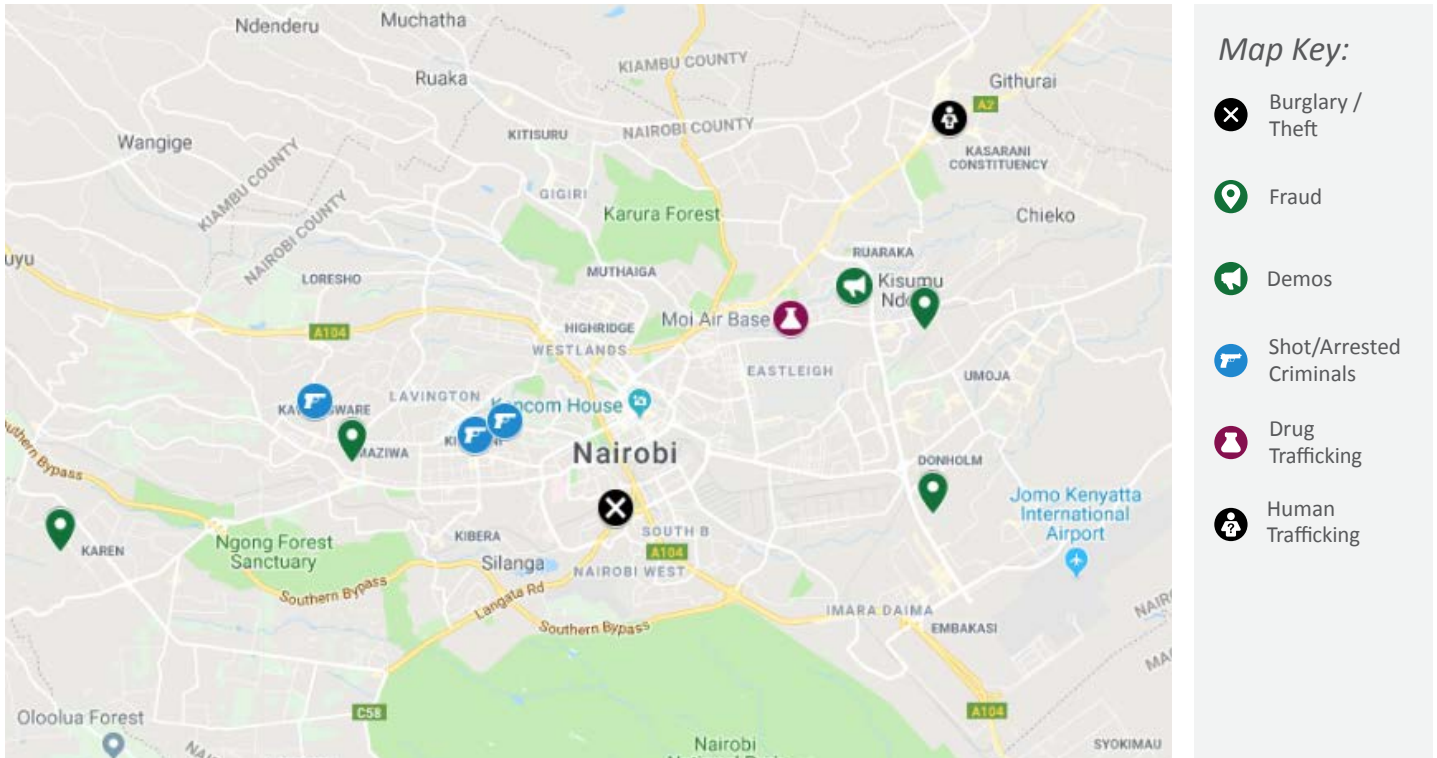 Ndenderu
Muchatha
Ruaka
KIAMBU COUNTY
Githurai
A2
Wangige
KITISURU
NAIROBI COUNTY
KASARANI
CONSTITUENCY
KIAMBU COUNTY
NAIROBI COUNTY
GIGIRI
Karura Forest
Chieko
uyu
LORESHO
MUTHAIGA
RUARAKA
Kisumu
A104
HIGHRIDGE
Moi Air Base
WESTLANDS
EASTLEIGH
UMOJA
LAVINGTON
House
Nairobi
Southern Bypass
DONHOLM
Jomo Kenyatta
International
Airport
KAREN
Ngong Forest
Sanctuary
KIBERA
Silanga
SOUTH B
A104
NAIROBI WEST
Southern Bypass
Langata Rd
Southern Bypass
IMARA DAIMA
EMBAKASI
C58
A104
Oloolua Forest
Nairobi
SYOKIMAU
Map Key:
Burglary /
Theft
Fraud
Demos
Shot/Arrested
Criminals
Drug
Trafficking
Human
Trafficking